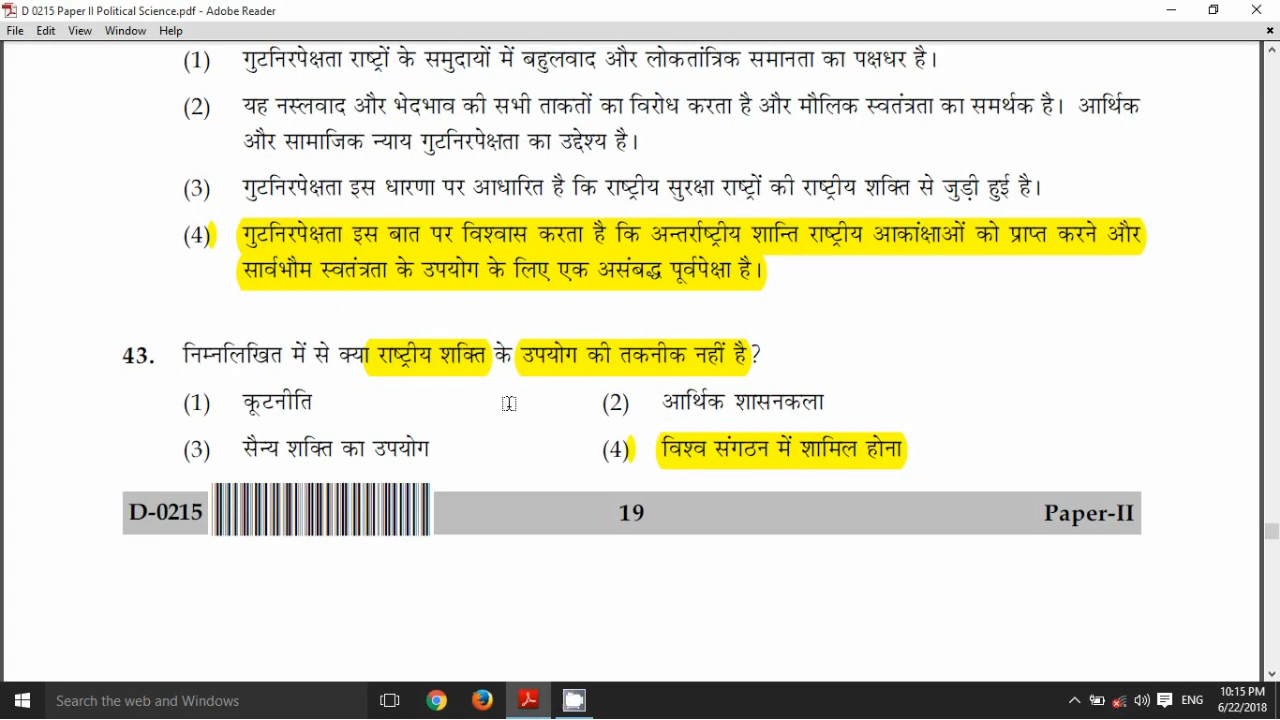 D 0215 Paper II Political Science.pdf - Adobe Reader
File Edit View Window Help
(1) गुटनिरपेक्षता राष्ट्रों के समुदायों में बहुलवाद और लोकतांत्रिक समानता का पक्षधर है।
(2) यह नस्लवाद और भेदभाव की सभी ताकतों का विरोध करता है और मौलिक स्वतंत्रता का समर्थक है। आर्थिक
और सामाजिक न्याय गुटनिरपेक्षता का उद्देश्य है।
(3) गुटनिरपेक्षता इस धारणा पर आधारित है कि राष्ट्रीय सुरक्षा राष्ट्रों की राष्ट्रीय शक्ति से जुड़ी हुई है।
(4) गुटनिरपेक्षता इस बात पर विश्वास करता है कि अन्तर्राष्ट्रीय शान्ति राष्ट्रीय आकांक्षाओं को प्राप्त करने और
सार्वभौम स्वतंत्रता के उपयोग के लिए एक असंबद्ध पूर्वपेक्षा है।
43. निम्नलिखित में से क्या राष्ट्रीय शक्ति के उपयोग की तकनीक नहीं है?
(1) कूटनीति (2) आर्थिक शासनकला
(3) सैन्य शक्ति का उपयोग (4) विश्व संगठन में शामिल होना
D-0215 19 Paper-II
Search the web and Windows ENG 10:15 PM
6/22/2018